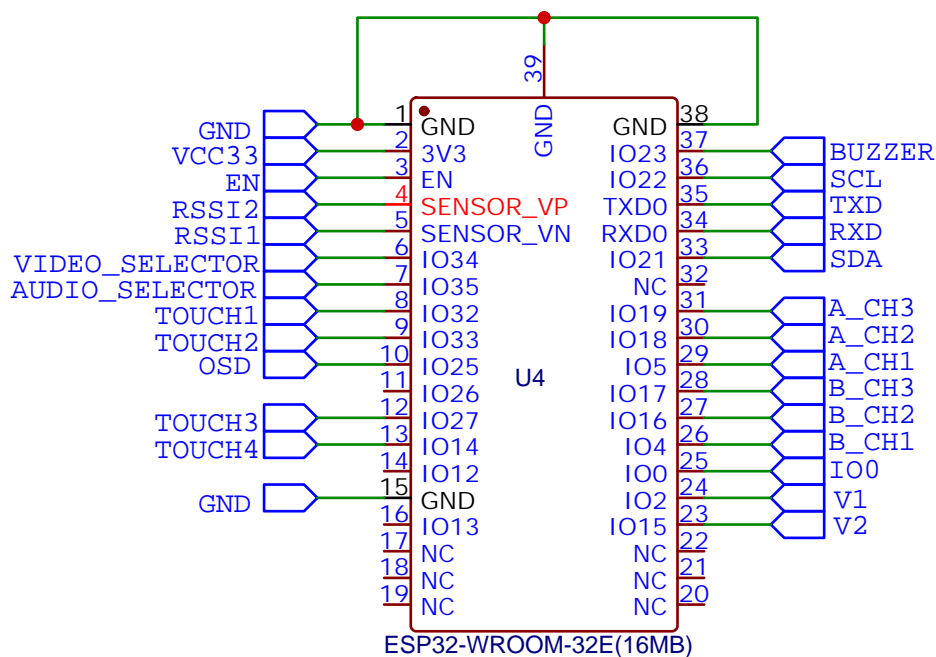 39
GND
GND 1 GND
GND 38
VCC33 2 3V3
IO23 37 BUZZER
EN 3 EN
IO22 36 SCL
RSSI2 4 SENSOR_VP
TXD0 35 TXD
RSSI1 5 SENSOR_VN
RXD0 34 RXD
VIDEO_SELECTOR 6 IO34
IO21 33 SDA
AUDIO_SELECTOR 7 IO35
NC 32
TOUCH1 8 IO32
IO19 31 A_CH3
TOUCH2 9 IO33
IO18 30 A_CH2
OSD 10 IO25
IO5 29 A_CH1
U4
11 IO26
IO17 28 B_CH3
TOUCH3 12 IO27
IO16 27 B_CH2
TOUCH4 13 IO14
IO4 26 B_CH1
14 IO12
IO0 25 IO0
GND 15 GND
IO2 24 V1
16 IO13
IO15 23 V2
17 NC
NC 22
18 NC
NC 21
19 NC
NC 20
ESP32-WROOM-32E(16MB)